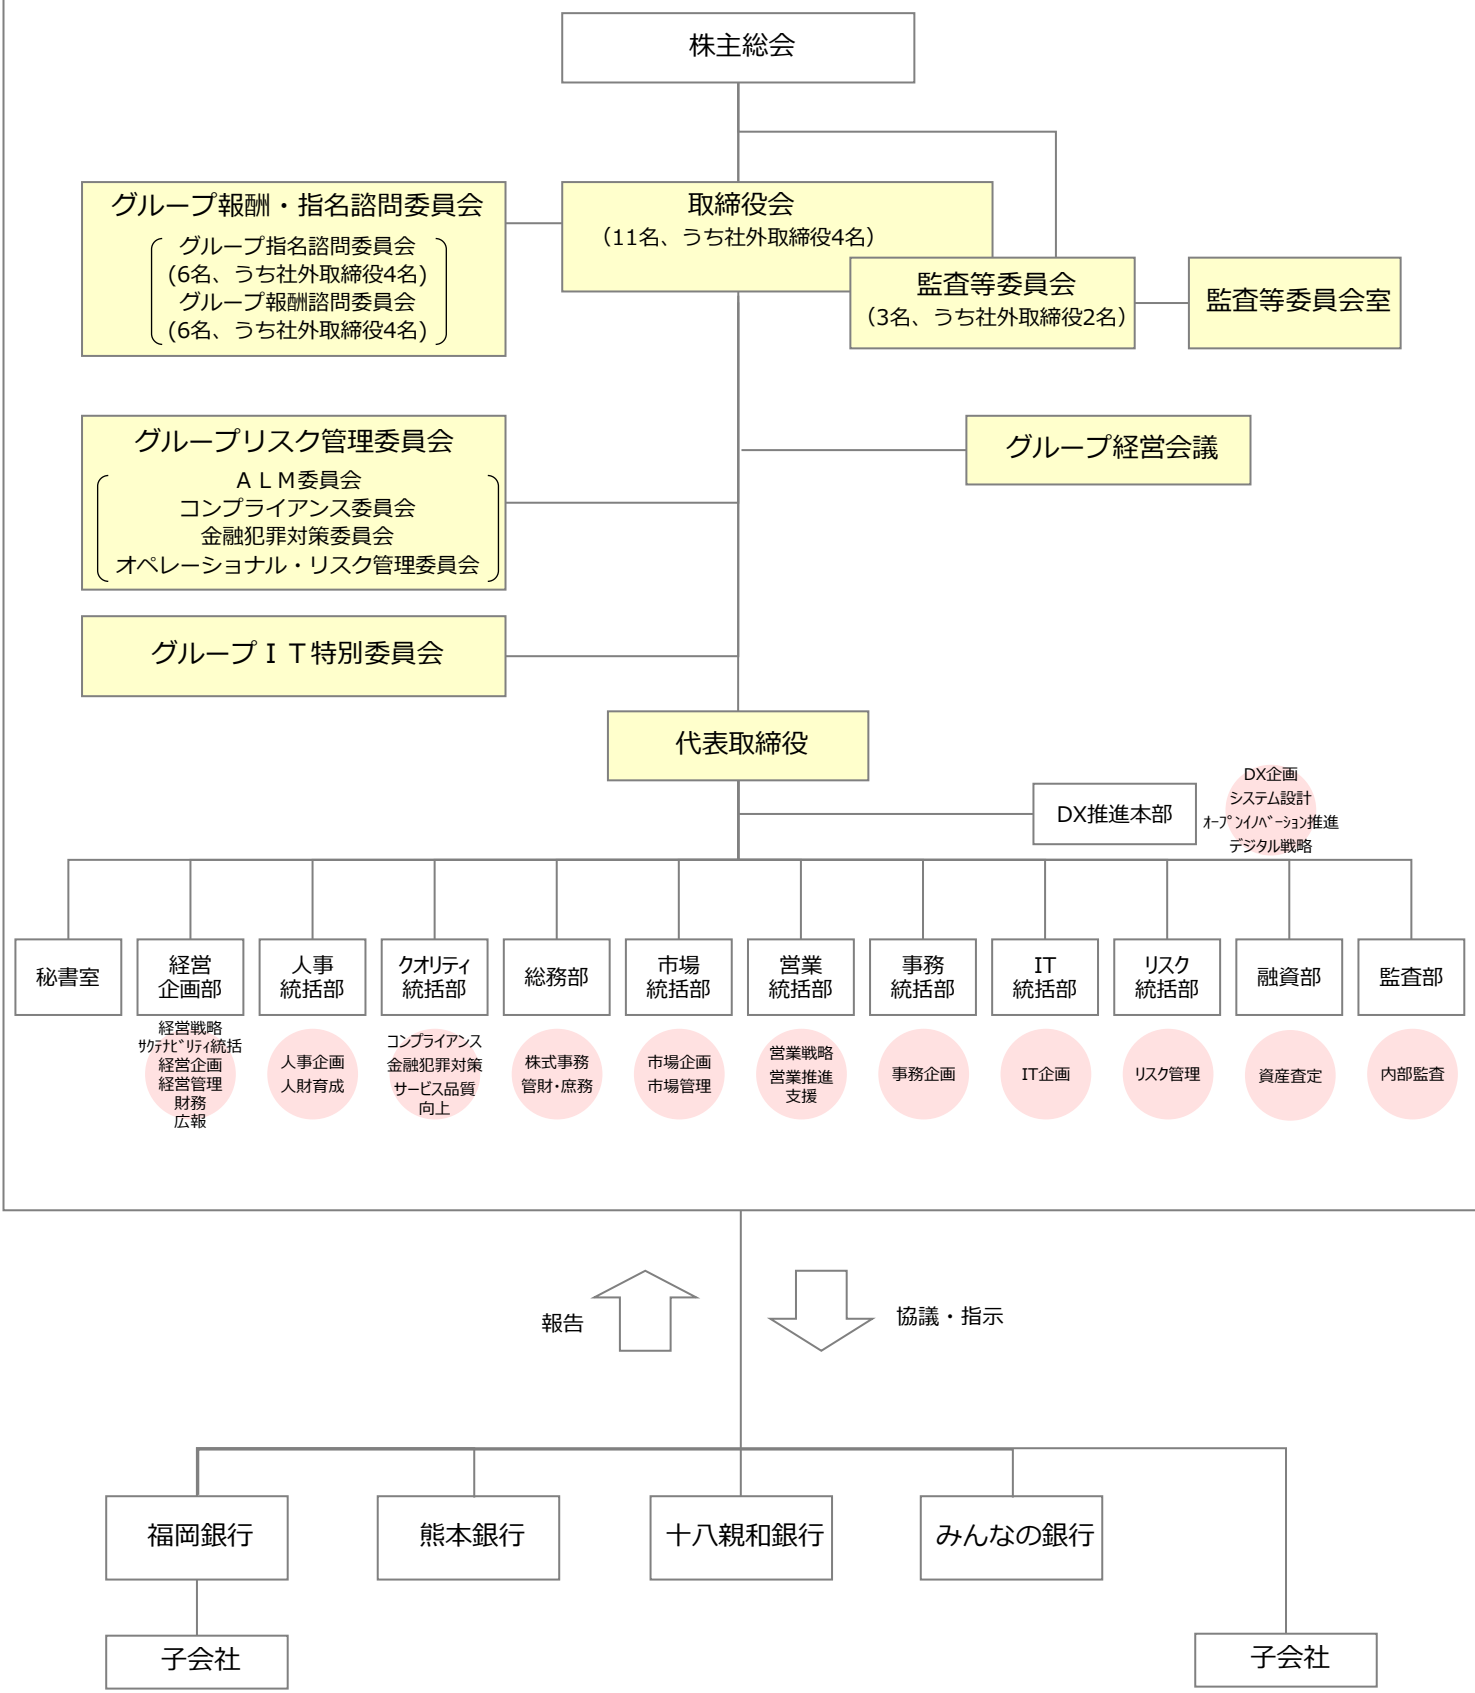 株主総会
グループ報酬・指名諮問委員会
グループ指名諮問委員会
(6名、うち社外取締役4名)
グループ報酬諮問委員会
(6名、うち社外取締役4名)
取締役会
（11名、うち社外取締役4名）
監査等委員会
（3名、うち社外取締役2名）
監査等委員会室
グループリスク管理委員会
ＡＬＭ委員会
コンプライアンス委員会
金融犯罪対策委員会
オペレーショナル・リスク管理委員会
グループ経営会議
グループＩＴ特別委員会
代表取締役
DX推進本部
DX企画
システム設計
ｵｰﾌﾟﾝｲﾉﾍﾞｰｼｮﾝ推進
デジタル戦略
秘書室
経営
企画部
人事
統括部
クオリティ
統括部
総務部
市場
統括部
営業
統括部
事務
統括部
IT
統括部
リスク
統括部
融資部
監査部
経営戦略
ｻｸﾃﾅﾋﾞﾘﾃｨ統括
経営企画
経営管理
財務
広報
人事企画
人財育成
コンプライアンス
金融犯罪対策
サービス品質
向上
株式事務
管財･庶務
市場企画
市場管理
営業戦略
営業推進
支援
事務企画
IT企画
リスク管理
資産査定
内部監査
報告
協議・指示
福岡銀行
熊本銀行
十八親和銀行
みんなの銀行
子会社
子会社